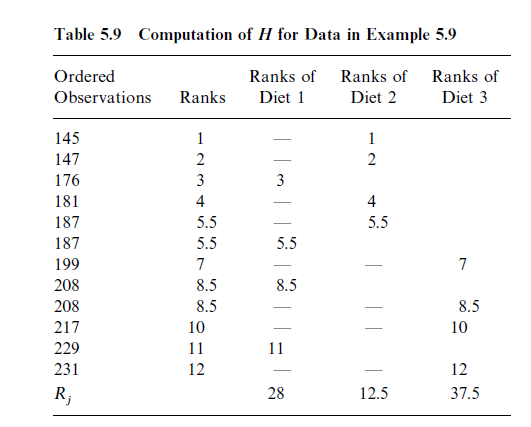 Table 5.9 Computation of H for Data in Example 5.9
Ordered Ranks of Ranks of Ranks of
Observations Ranks Diet 1 Diet 2 Diet 3
145 1 — 1
147 2 — 2
176 3 3
181 4 — 4
187 5.5 — 5.5
187 5.5 5.5
199 7 — — 7
208 8.5 8.5
208 8.5 — — 8.5
217 10 — — 10
229 11 11
231 12 — — 12
Rj 28 12.5 37.5